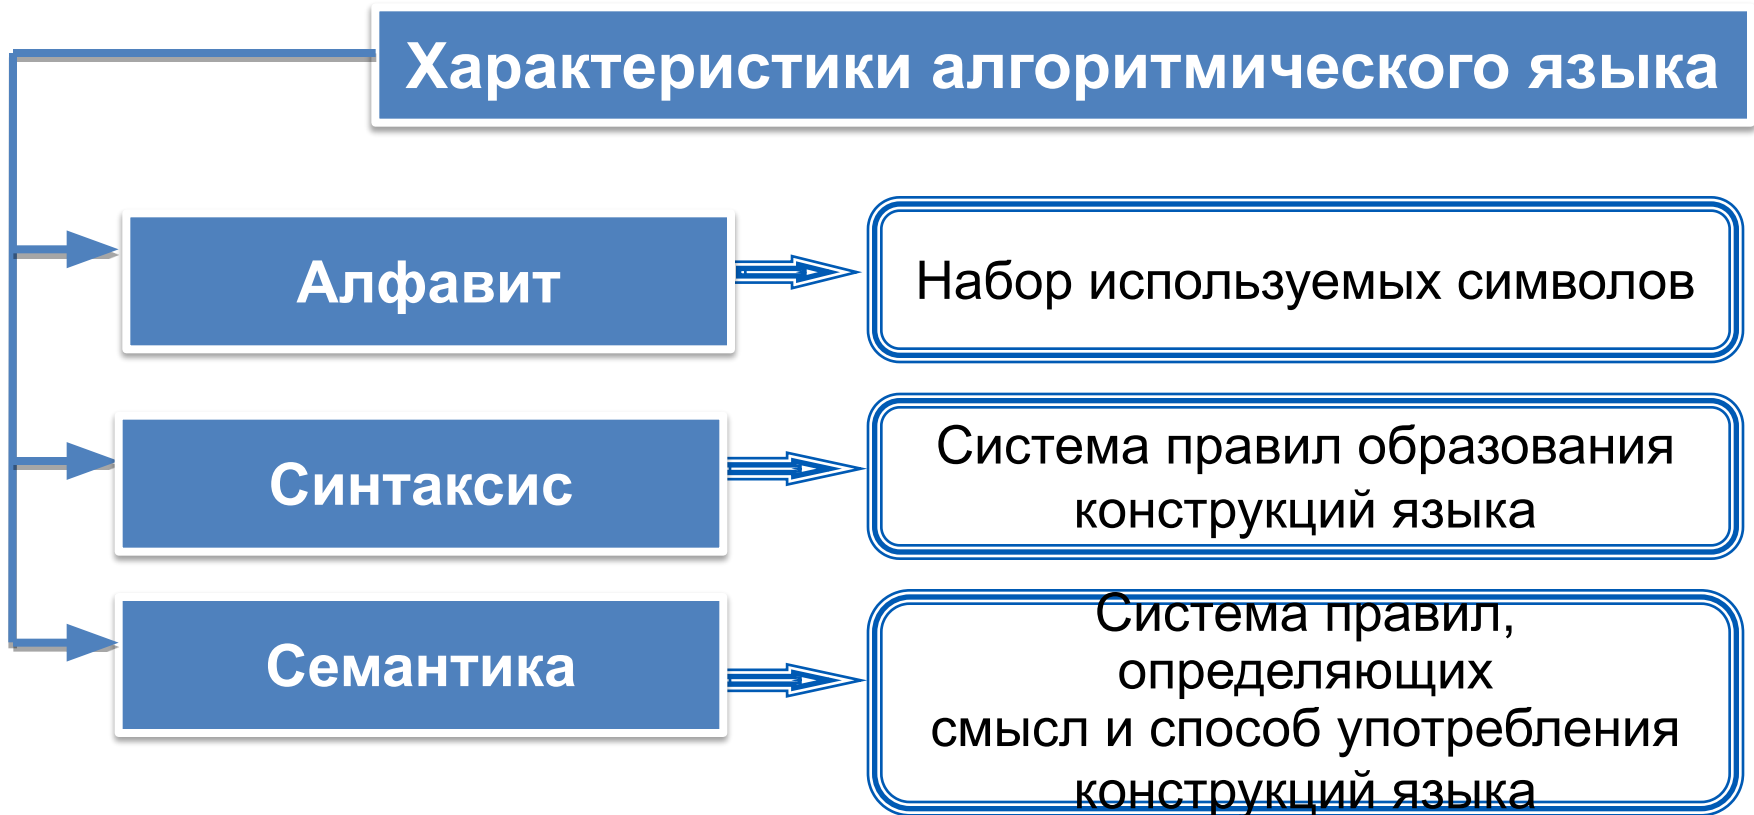 Характеристики алгоритмического языка
Алфавит
Набор используемых символов
Синтаксис
Система правил образования
конструкций языка
Семантика
Система правил,
определяющих
смысл и способ употребления
конструкций языка